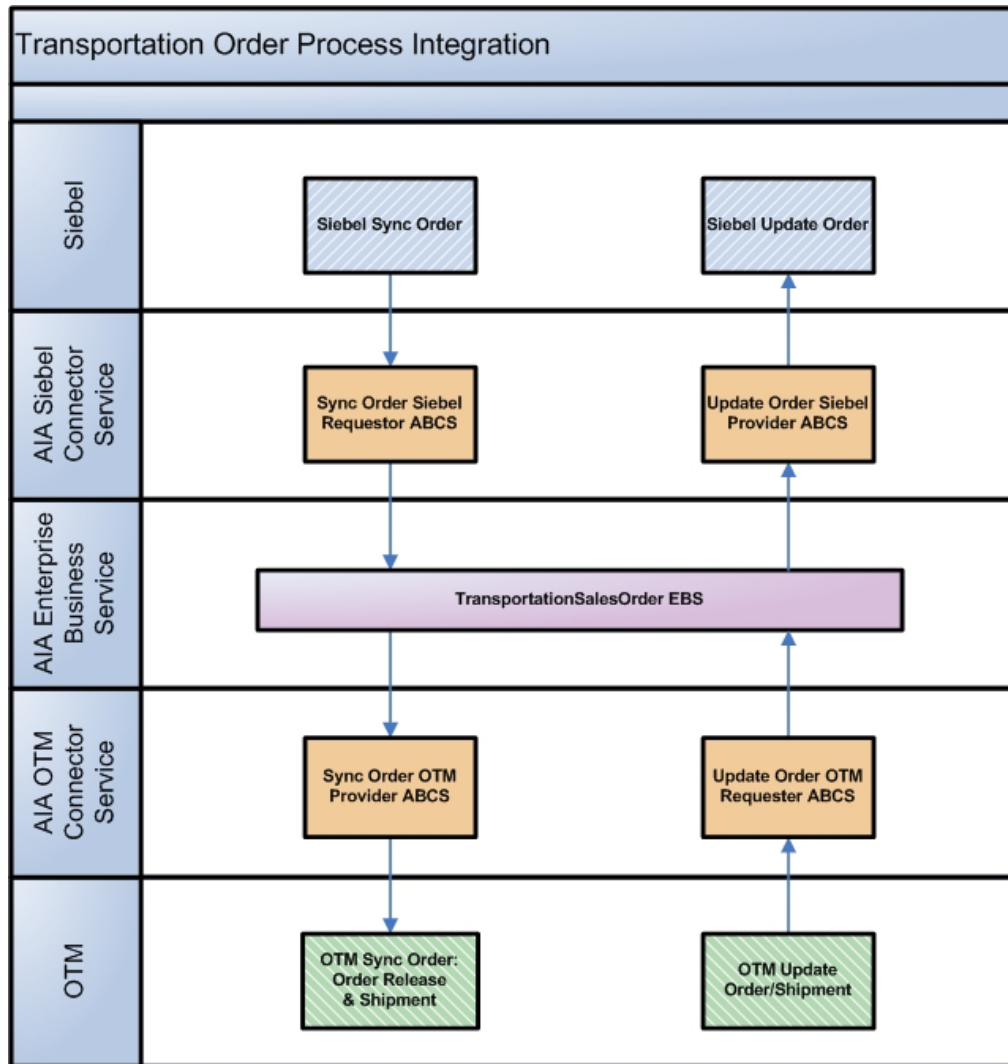 Transportation Order Process Integration
Siebel
Siebel Sync Order
Siebel Update Order
AIA Siebel
Connector
Service
Sync Order Siebel
Requestor ABCS
Update Order Siebel
Provider ABCS
AIA Enterprise
Business
Service
TransportationSalesOrder EBS
AIA OTM
Connector
Service
Sync Order OTM
Provider ABCS
Update Order OTM
Requester ABCS
OTM
OTM Sync Order:
Order Release
& Shipment
OTM Update
Order/Shipment